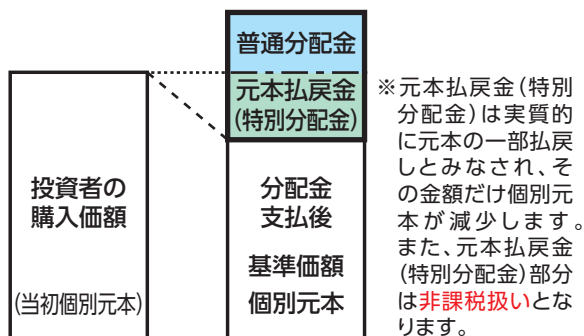 普通分配金
元本払戻金
(特別分配金)
投資者の
購入価額
(当初個別元本)
分配金
支払後
基準価額
個別元本
※元本払戻金(特別
分配金)は実質的
に元本の一部払戻
しとみなされ、そ
の金額だけ個別元
本が減少します。
また、元本払戻金
(特別分配金)部分
は非課税扱いとな
ります。